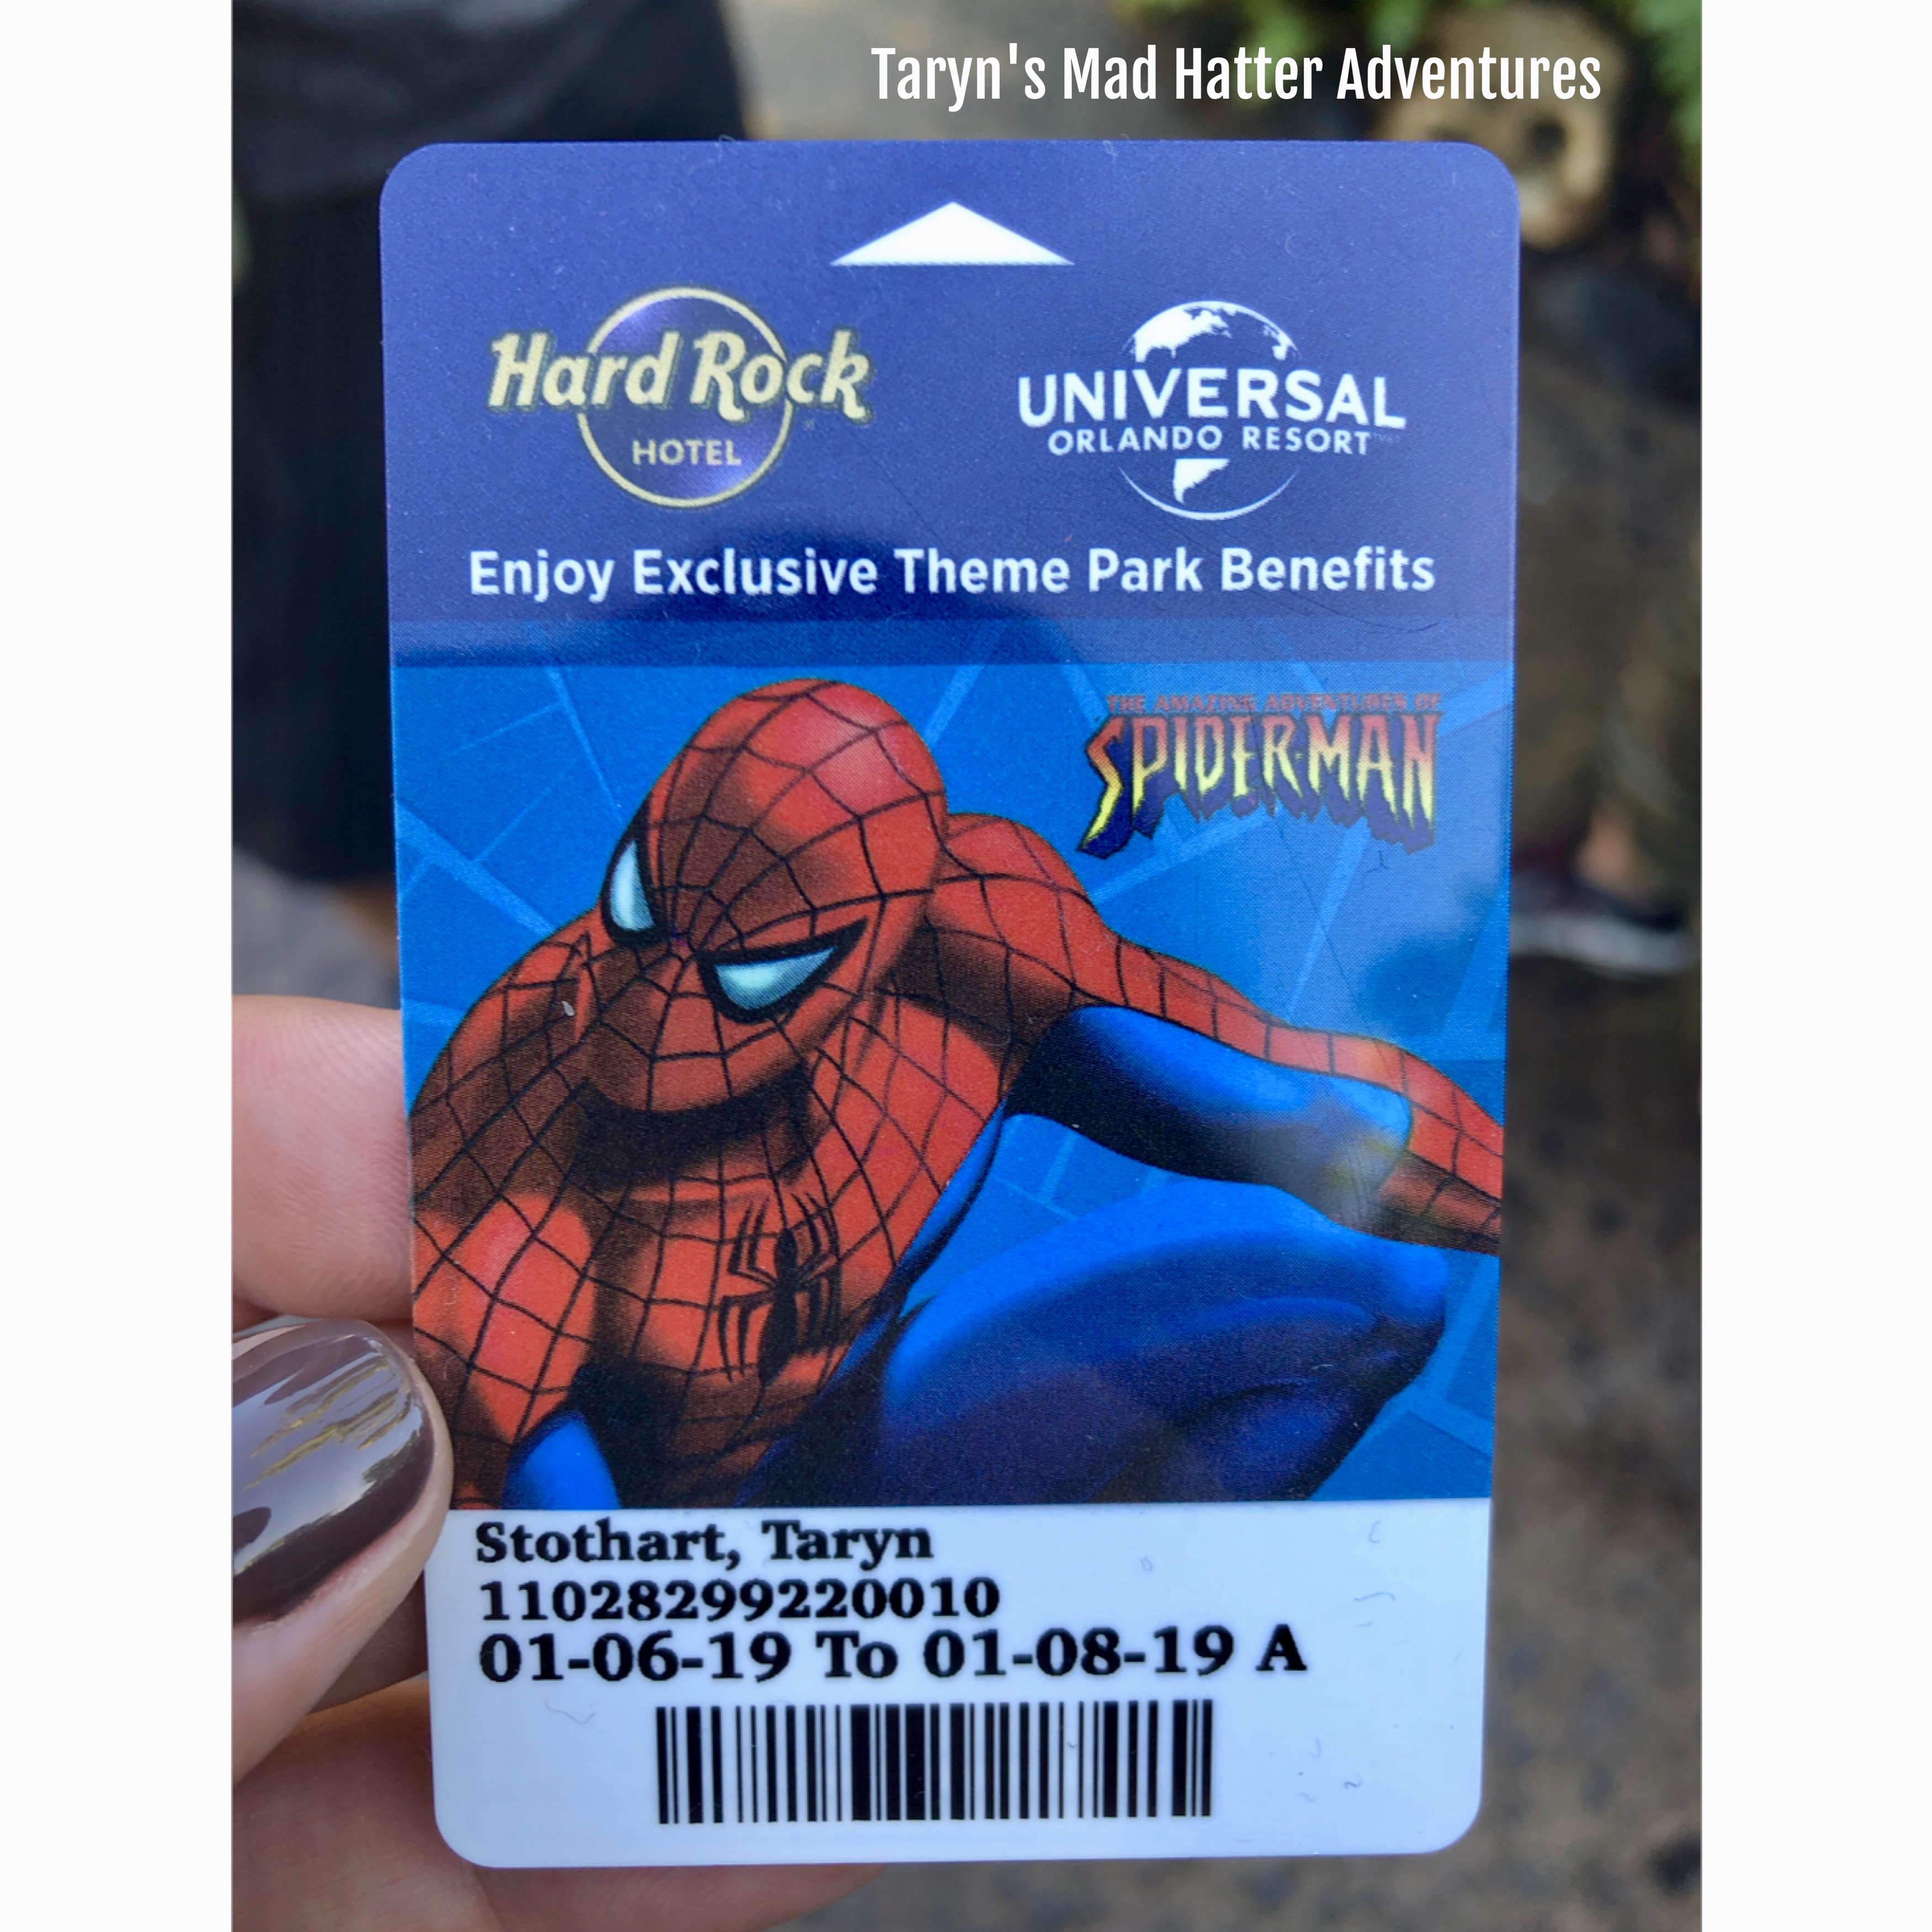 Taryn's Mad Hatter Adventures
Hard Rock
HOTEL
UNIVERSAL
ORLANDO RESORT
Enjoy Exclusive Theme Park Benefits
THE AMAZING ADVENTURES OF
SPIDER-MAN
Stothart, Taryn
11028299220010
01-06-19 To 01-08-19 A